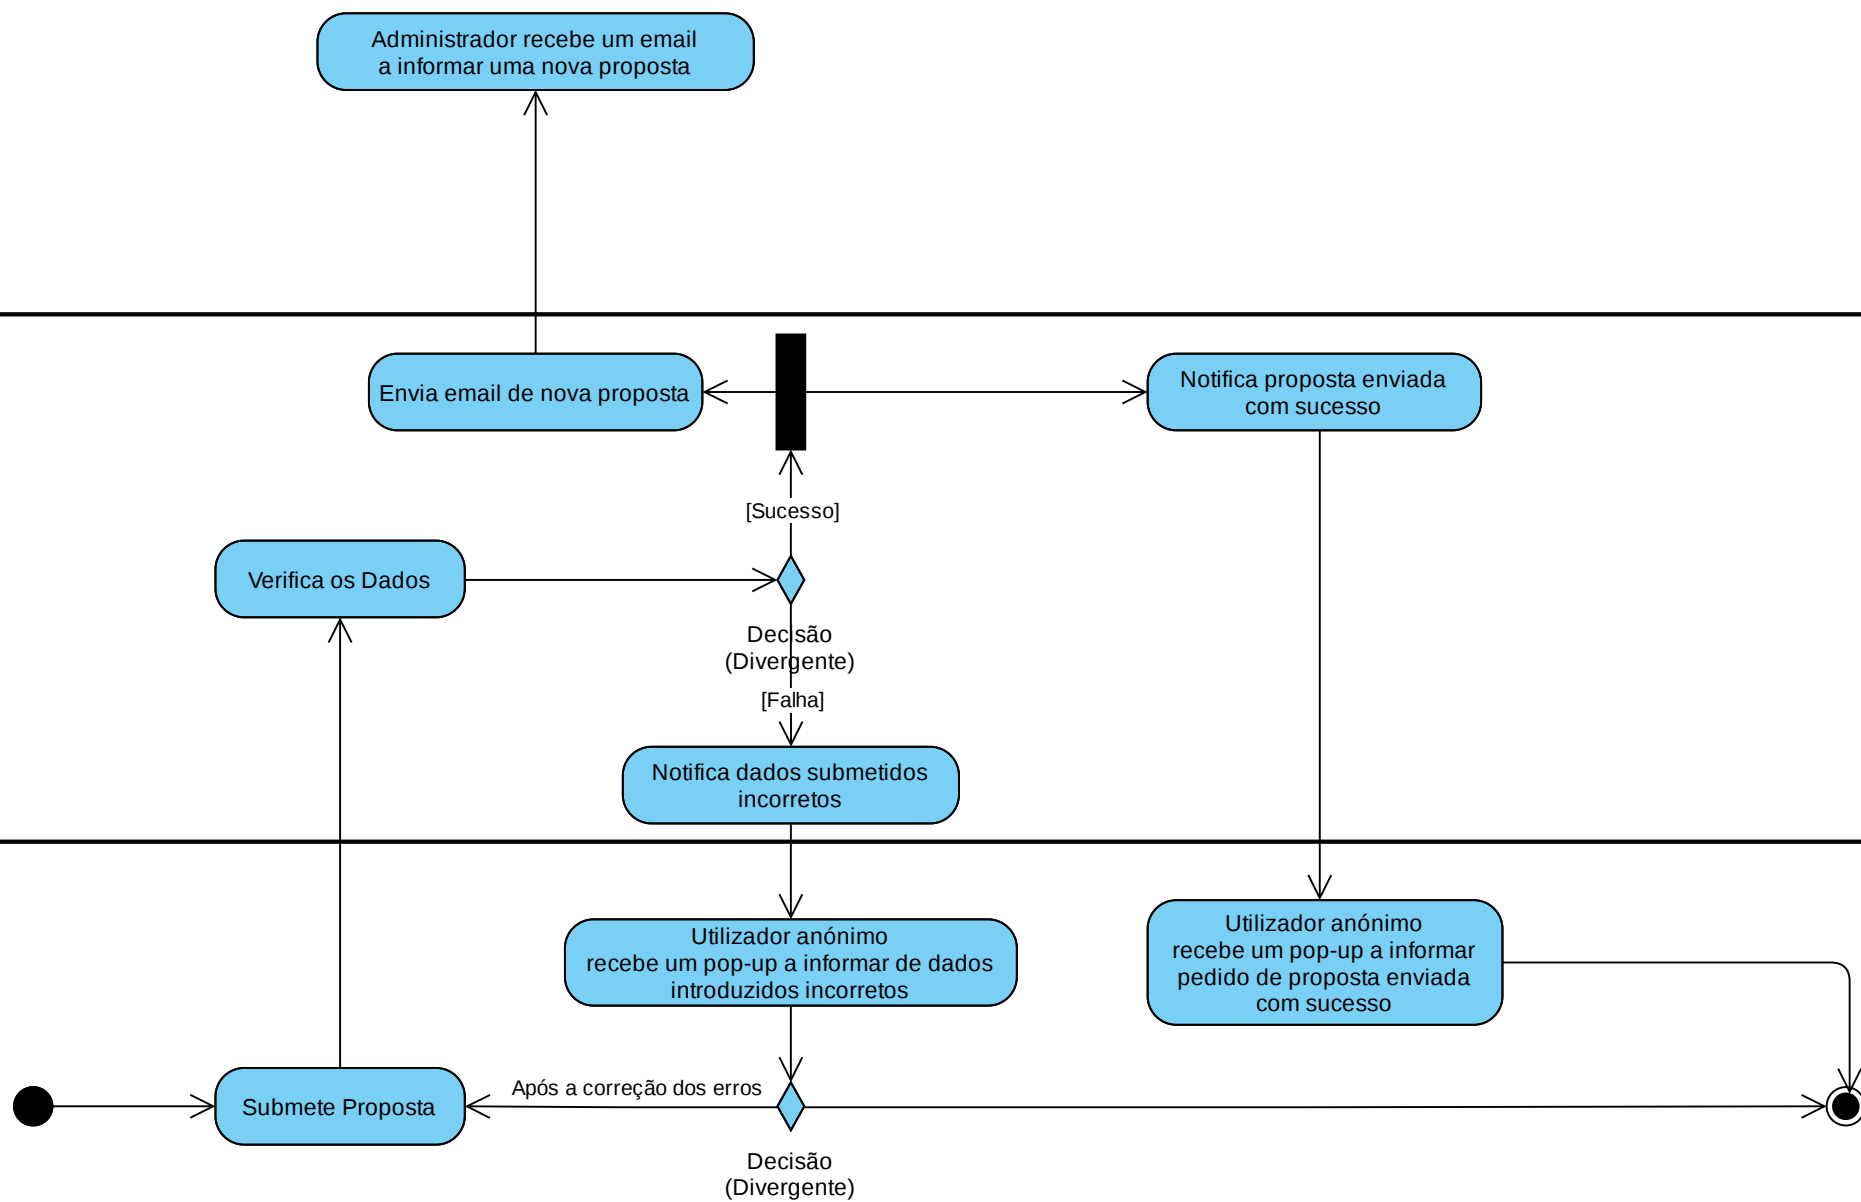 Administrador recebe um email
a informar uma nova proposta
Envia email de nova proposta
Notifica proposta enviada
com sucesso
[Sucesso]
Verifica os Dados
Decisão
(Divergente)
[Falha]
Notifica dados submetidos
incorretos
Utilizador anónimo
recebe um pop-up a informar de dados
introduzidos incorretos
Utilizador anónimo
recebe um pop-up a informar
pedido de proposta enviada
com sucesso
Após a correção dos erros
Submete Proposta
Decisão
(Divergente)